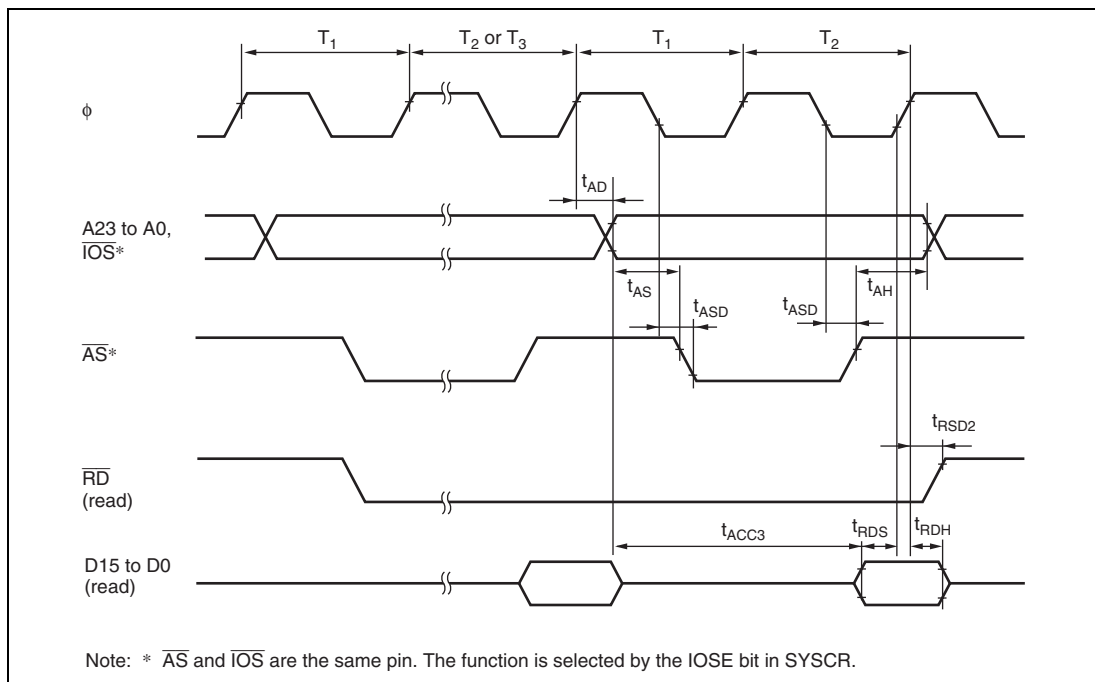 T1 T2 or T3 T1 T2
ϕ
tAD
A23 to A0,
IOS*
tAS tASD tASD tAH
AS*
tRSD2
RD
(read)
tACC3 tRDS tRDH
D15 to D0
(read)
Note: * AS and IOS are the same pin. The function is selected by the IOSE bit in SYSCR.